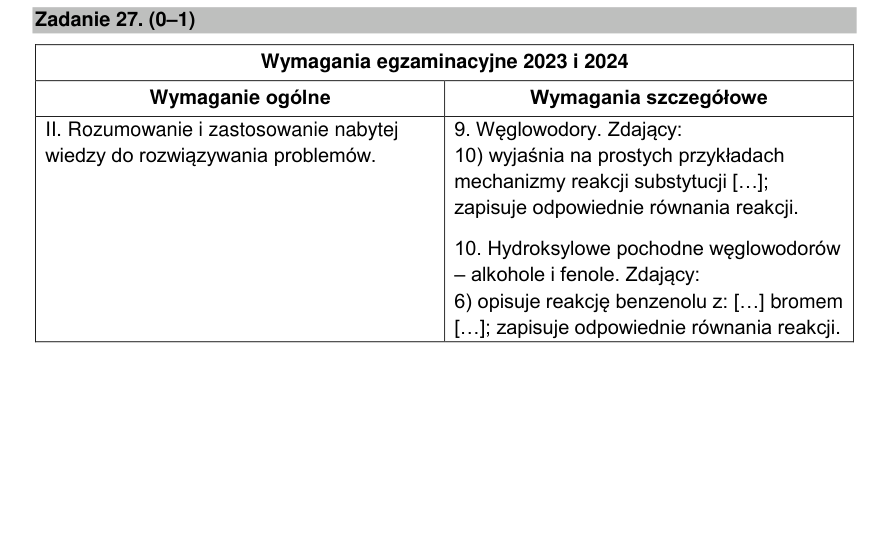 Zadanie 27. (0–1)
Wymagania egzaminacyjne 2023 i 2024
Wymaganie ogólne
Wymagania szczegółowe
II. Rozumowanie i zastosowanie nabytej
wiedzy do rozwiązywania problemów.
9. Węglowodory. Zdający:
10) wyjaśnia na prostych przykładach
mechanizmy reakcji substytucji […];
zapisuje odpowiednie równania reakcji.
10. Hydroksylowe pochodne węglowodorów
– alkohole i fenole. Zdający:
6) opisuje reakcję benzenolu z: […] bromem
[…]; zapisuje odpowiednie równania reakcji.